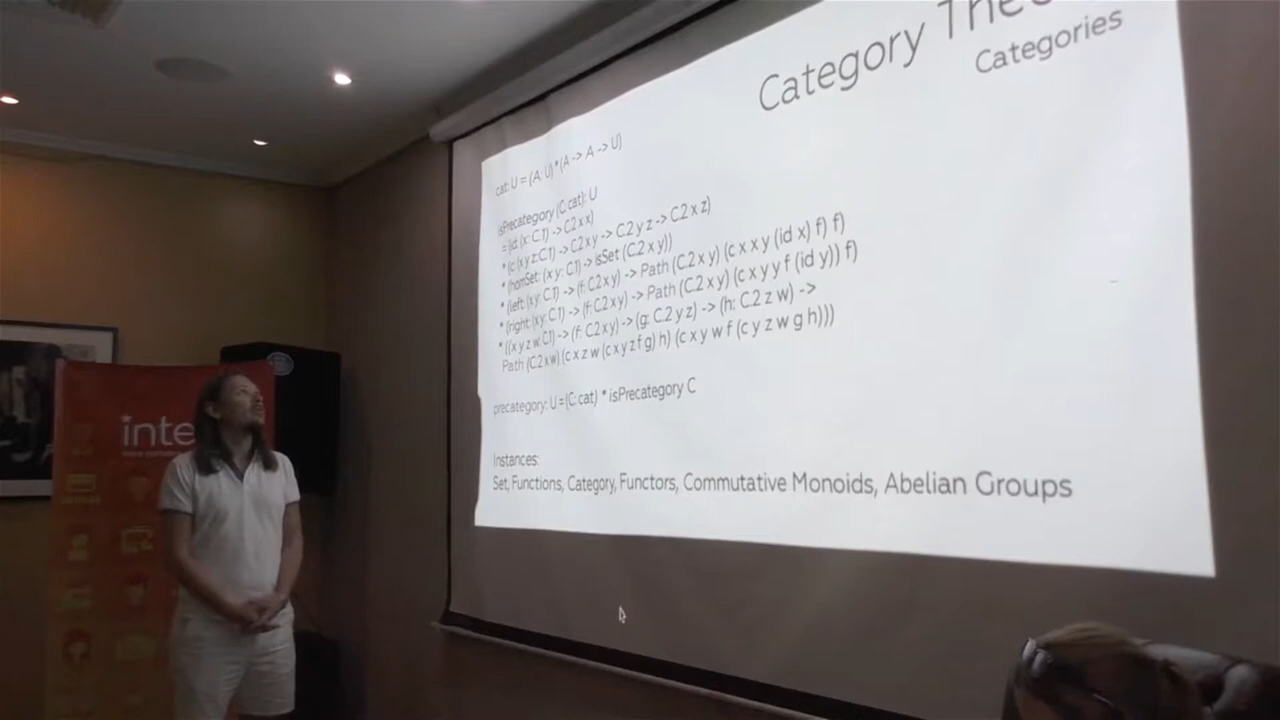 Category Theo
Categories
cat: U = (A: U) * (A -> A -> U)
isPrecategory (C: cat): U
= (id: (x: C.1) -> C.2 x x)
* (c: (x y z: C.1) -> C.2 x y -> C.2 y z -> C.2 x z)
* (homSet: (x y: C.1) -> isSet (C.2 x y))
* (left: (x y: C.1) -> (f: C.2 x y) -> Path (C.2 x y) (c x x y (id x) f) f)
* (right: (x y: C.1) -> (f: C.2 x y) -> Path (C.2 x y) (c x y y f (id y)) f)
* ((x y z w: C.1) -> (f: C.2 x y) -> (g: C.2 y z) -> (h: C.2 z w) ->
Path (C.2 x w) (c x z w (c x y z f g) h) (c x y w f (c y z w g h)))
precategory: U = (C: cat) * isPrecategory C
Instances:
Set, Functions, Category, Functors, Commutative Monoids, Abelian Groups
inte